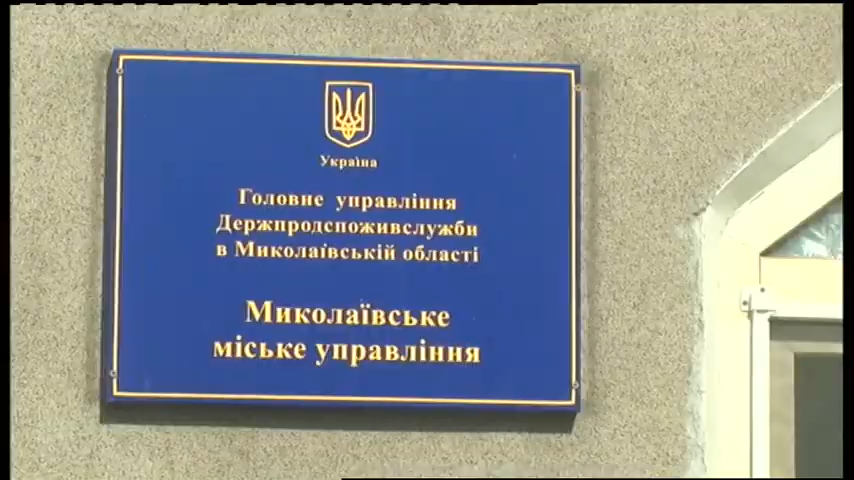 Україна
Головне управління
Держпродспоживслужби
в Миколаївській області
Миколаївське
міське управління